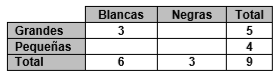 Blancas Negras Total
Grandes 3 5
Pequeñas 4
Total 6 3 9